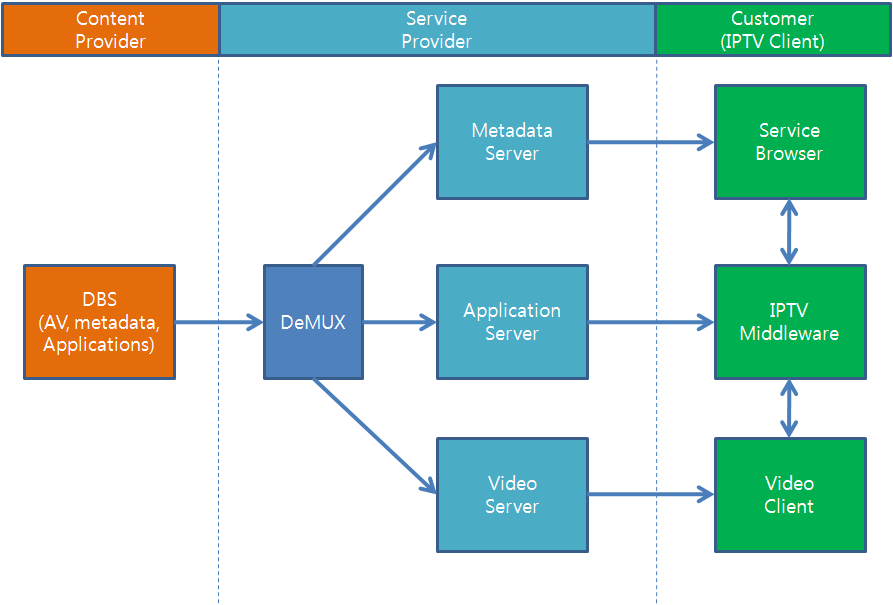 Content
Provider
Service
Provider
Customer
(IPTV Client)
Metadata
Server
Service
Browser
DBS
(AV, metadata,
Applications)
DeMUX
Application
Server
IPTV
Middleware
Video
Server
Video
Client